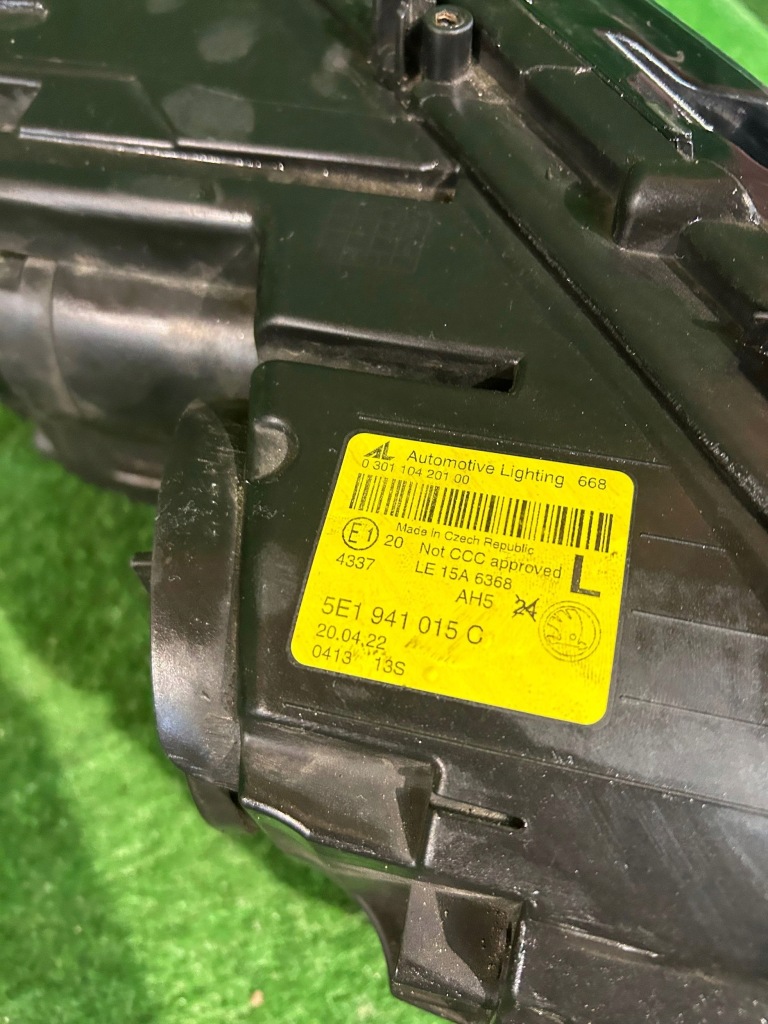 AL Automotive Lighting 668
0 301 104 201 00
Made in Czech Republic
E1 20 Not CCC approved L
4337 LE 15A 6368
AH5 24
5E1 941 015 C
20.04.22
0413 13S